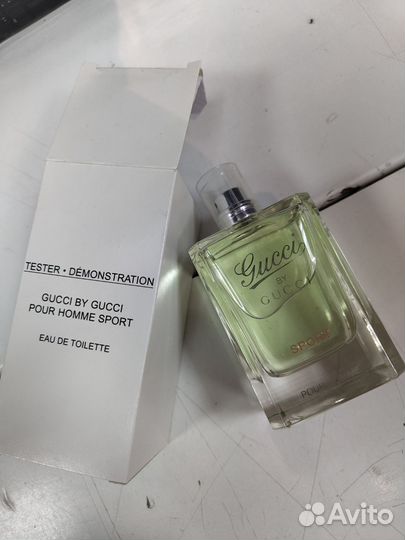 TESTER • DÉMONSTRATION
GUCCI BY GUCCI
POUR HOMME SPORT
EAU DE TOILETTE
Gucci
BY
GUCCI
SPORT
POUR
Avito